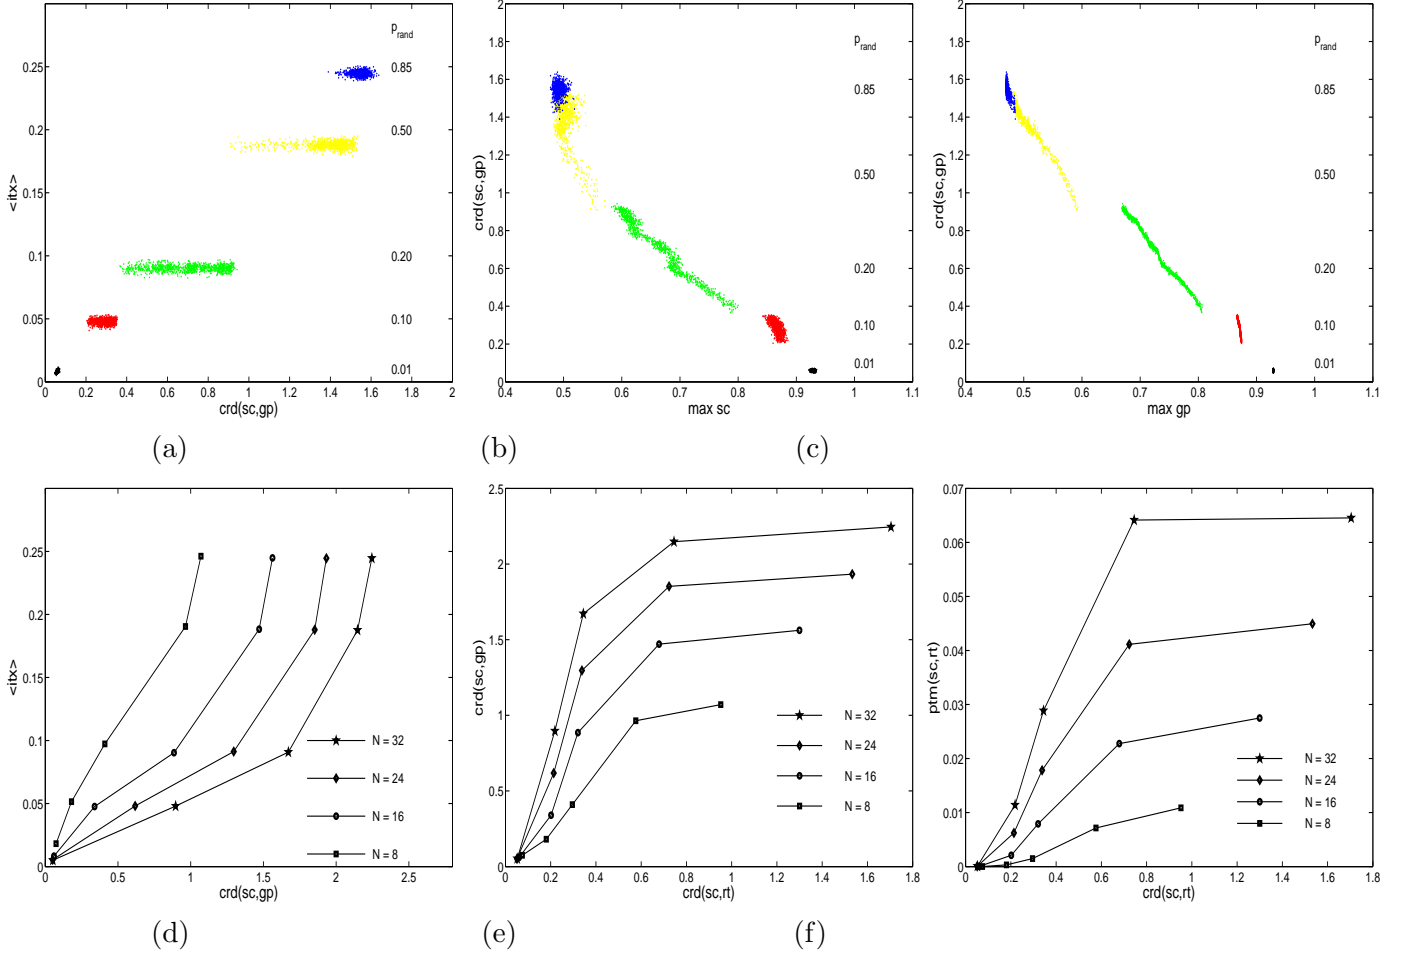 <itx>
0.25
0.2
0.15
0.1
0.05
0
0 0.2 0.4 0.6 0.8 1 1.2 1.4 1.6 1.8 2
crd(sc,gp)
p_rand
0.85
0.50
0.20
0.10
0.01
(a)
crd(sc,gp)
2
1.8
1.6
1.4
1.2
1
0.8
0.6
0.4
0.2
0
0.4 0.5 0.6 0.7 0.8 0.9 1 1.1
max sc
p_rand
0.85
0.50
0.20
0.10
0.01
(b)
crd(sc,gp)
2
1.8
1.6
1.4
1.2
1
0.8
0.6
0.4
0.2
0
0.4 0.5 0.6 0.7 0.8 0.9 1 1.1
max gp
p_rand
0.85
0.50
0.20
0.10
0.01
(c)
<itx>
0.25
0.2
0.15
0.1
0.05
0
0 0.5 1 1.5 2 2.5
crd(sc,gp)
N = 32
N = 24
N = 16
N = 8
(d)
crd(sc,gp)
2.5
2
1.5
1
0.5
0
0 0.2 0.4 0.6 0.8 1 1.2 1.4 1.6 1.8
crd(sc,rt)
N = 32
N = 24
N = 16
N = 8
(e)
ptm(sc,rt)
0.07
0.06
0.05
0.04
0.03
0.02
0.01
0
0 0.2 0.4 0.6 0.8 1 1.2 1.4 1.6 1.8
crd(sc,rt)
N = 32
N = 24
N = 16
N = 8
(f)